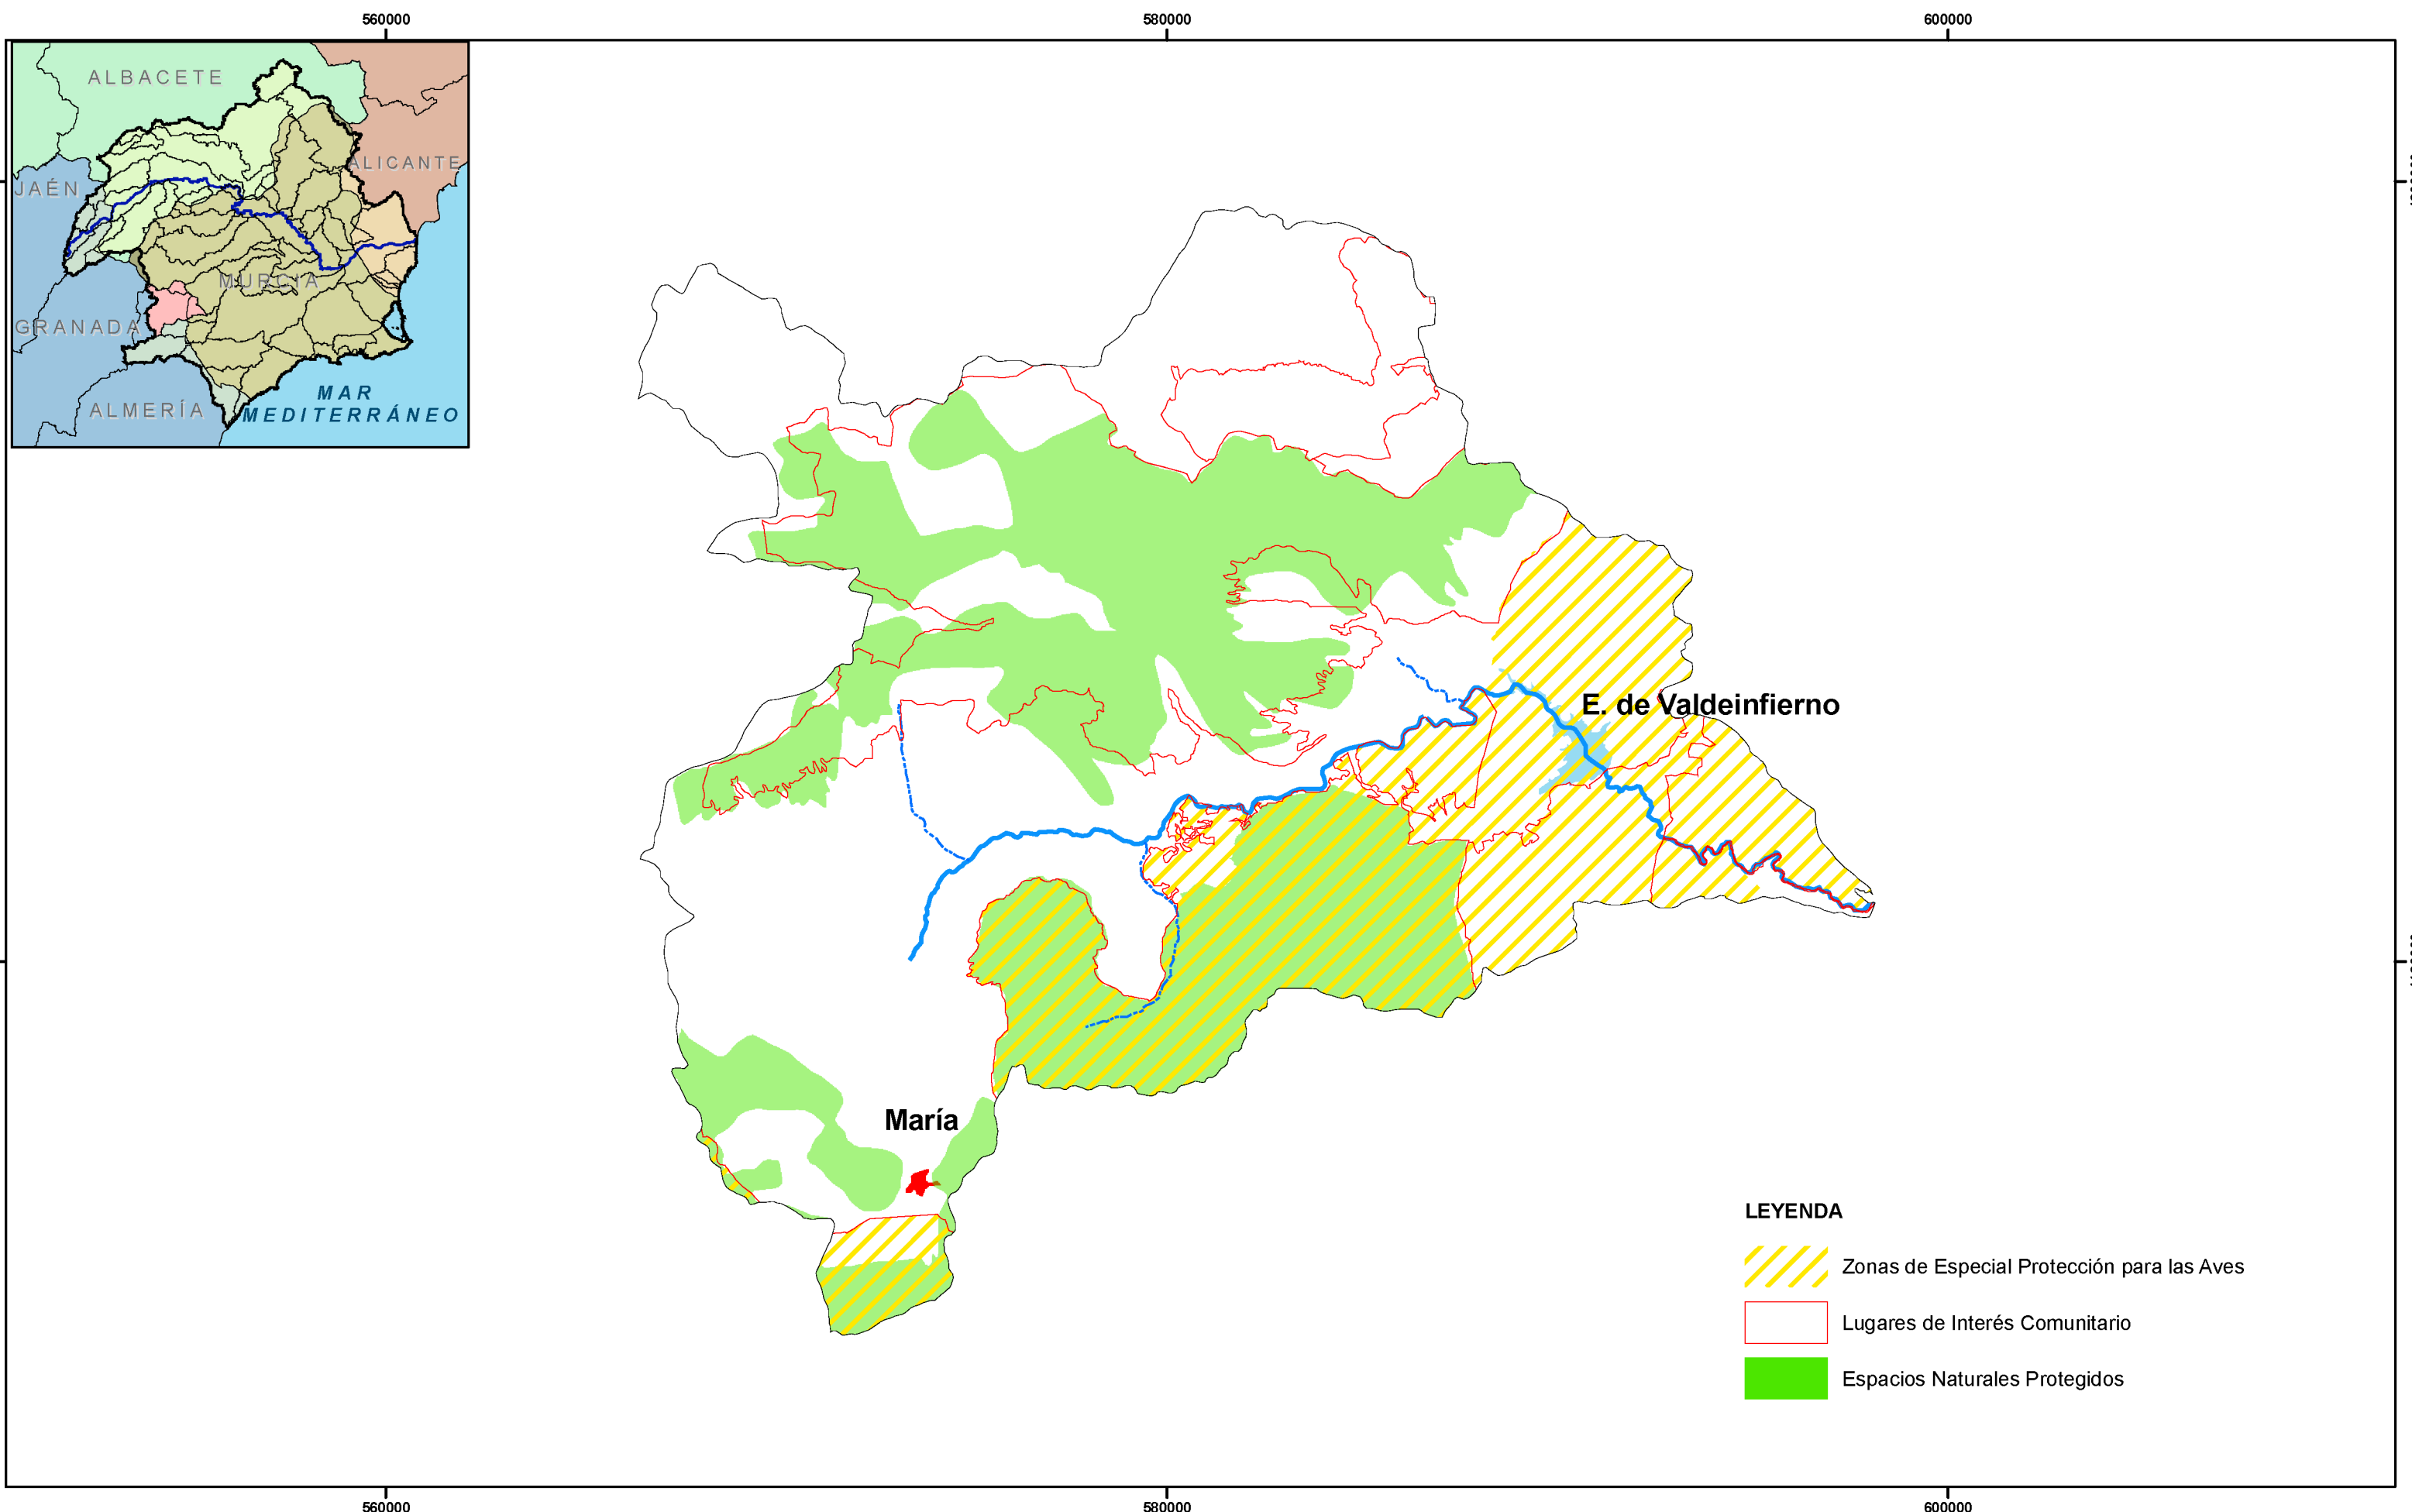 560000
580000
600000
ALBACETE
ALICANTE
JAÉN
MURCIA
GRANADA
MAR
MEDITERRÁNEO
ALMERÍA
E. de Valdeinfierno
María
LEYENDA
Zonas de Especial Protección para las Aves
Lugares de Interés Comunitario
Espacios Naturales Protegidos
560000
580000
600000